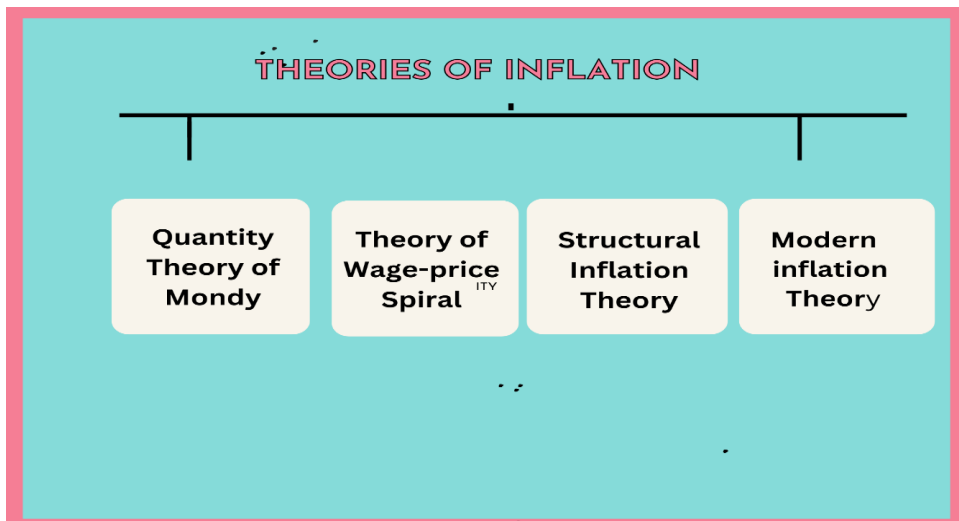 THEORIES OF INFLATION
Quantity
Theory of
Mondy
Theory of
Wage-price
Spiral
ITY
Structural
Inflation
Theory
Modern
inflation
Theory